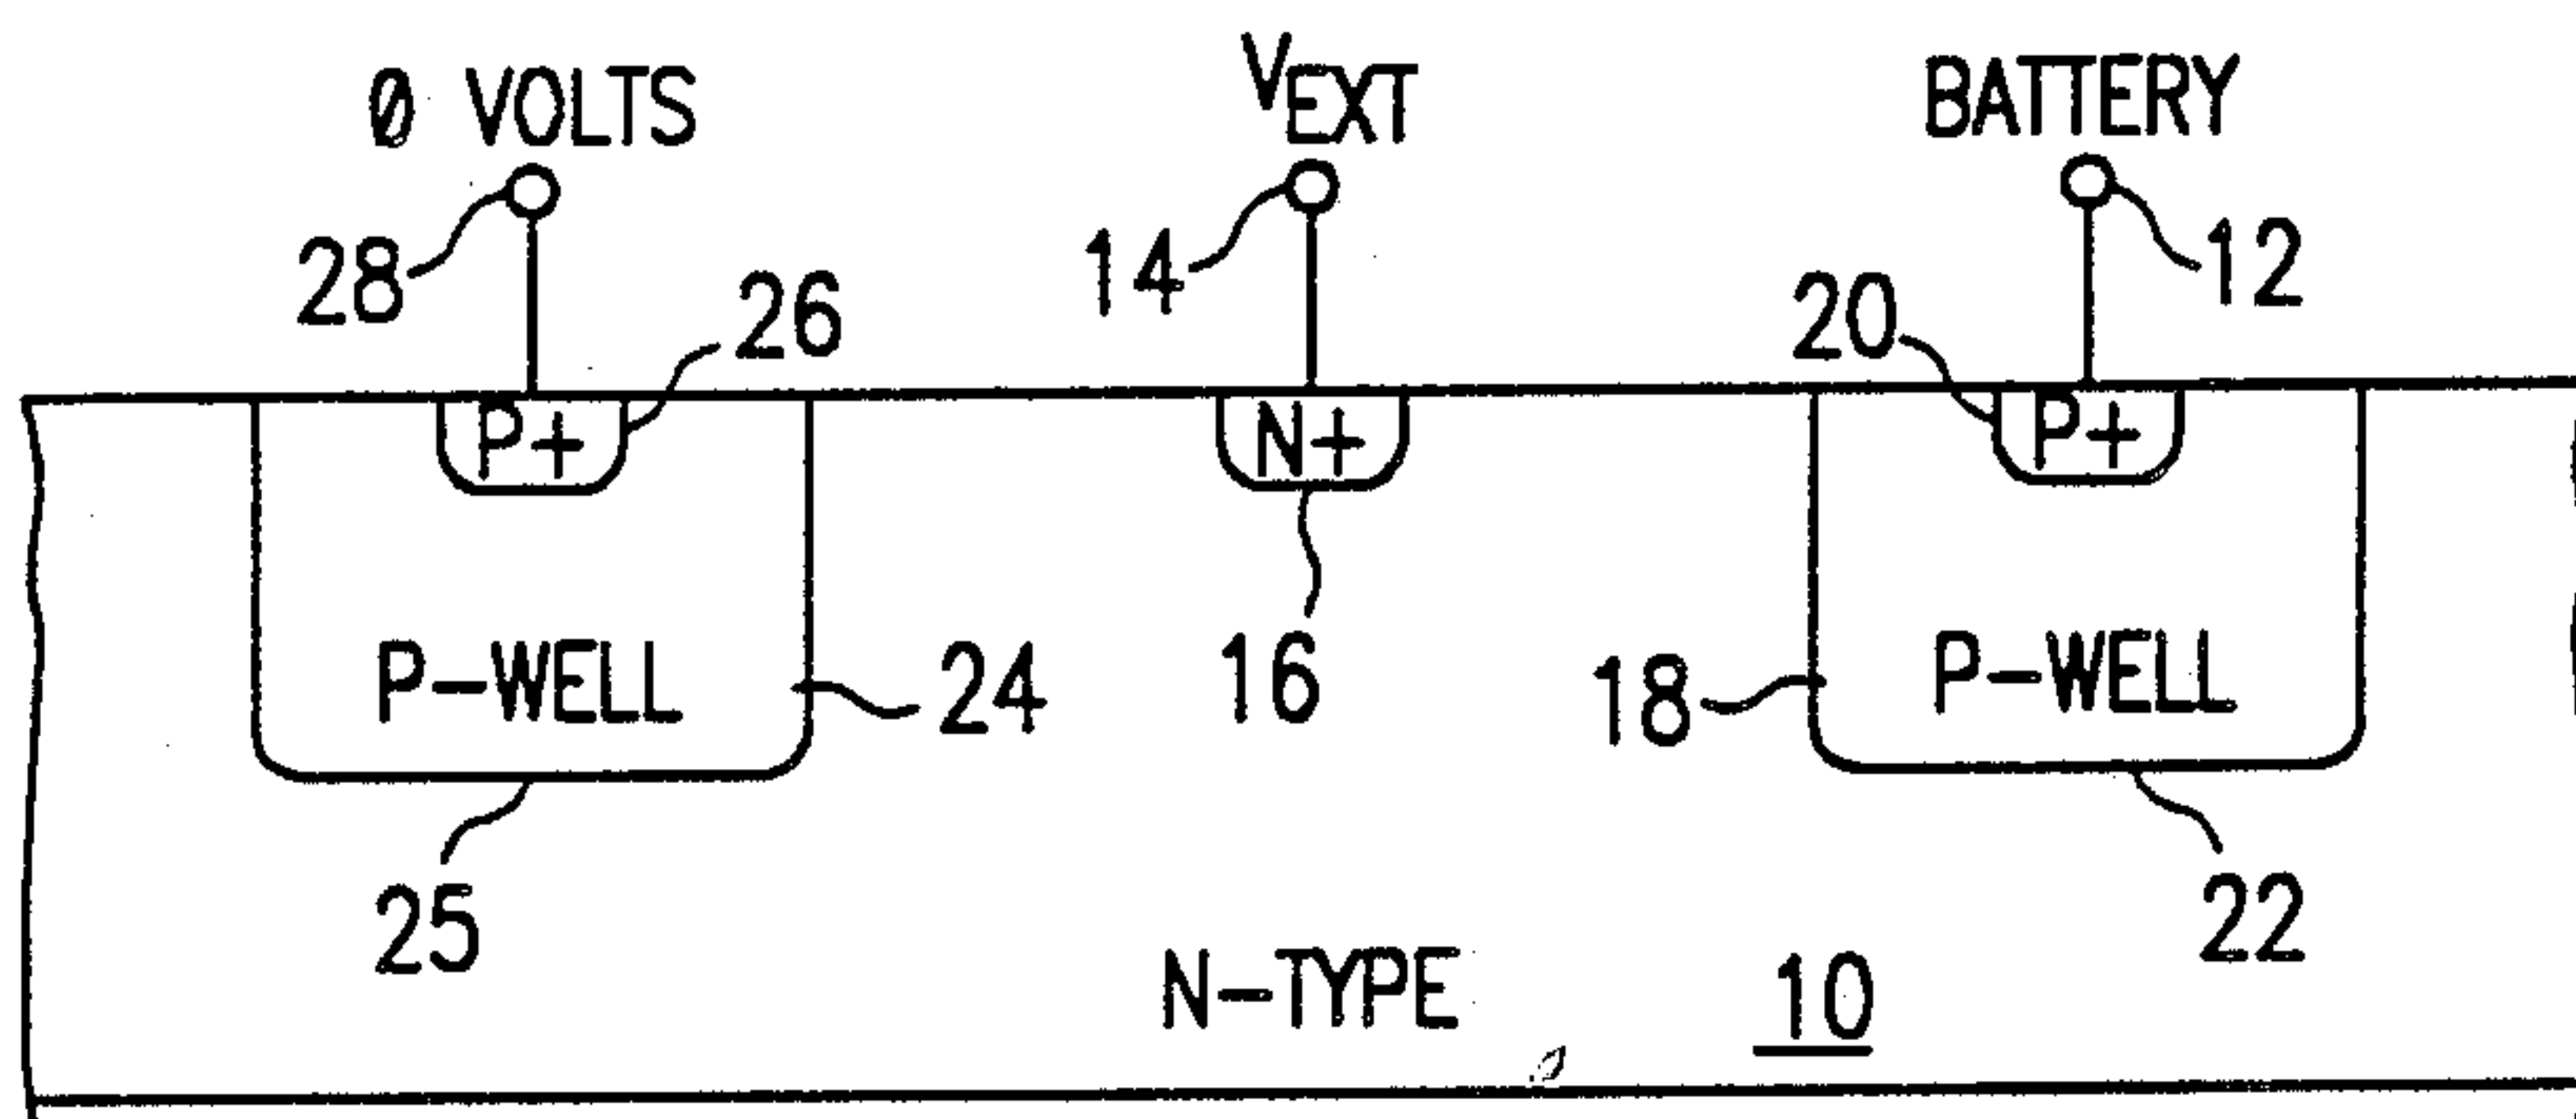 0 VOLTS
VEXT
BATTERY
28
14
12
26
20
P+
N+
P+
P-WELL
24
16
18
P-WELL
25
22
N-TYPE
10